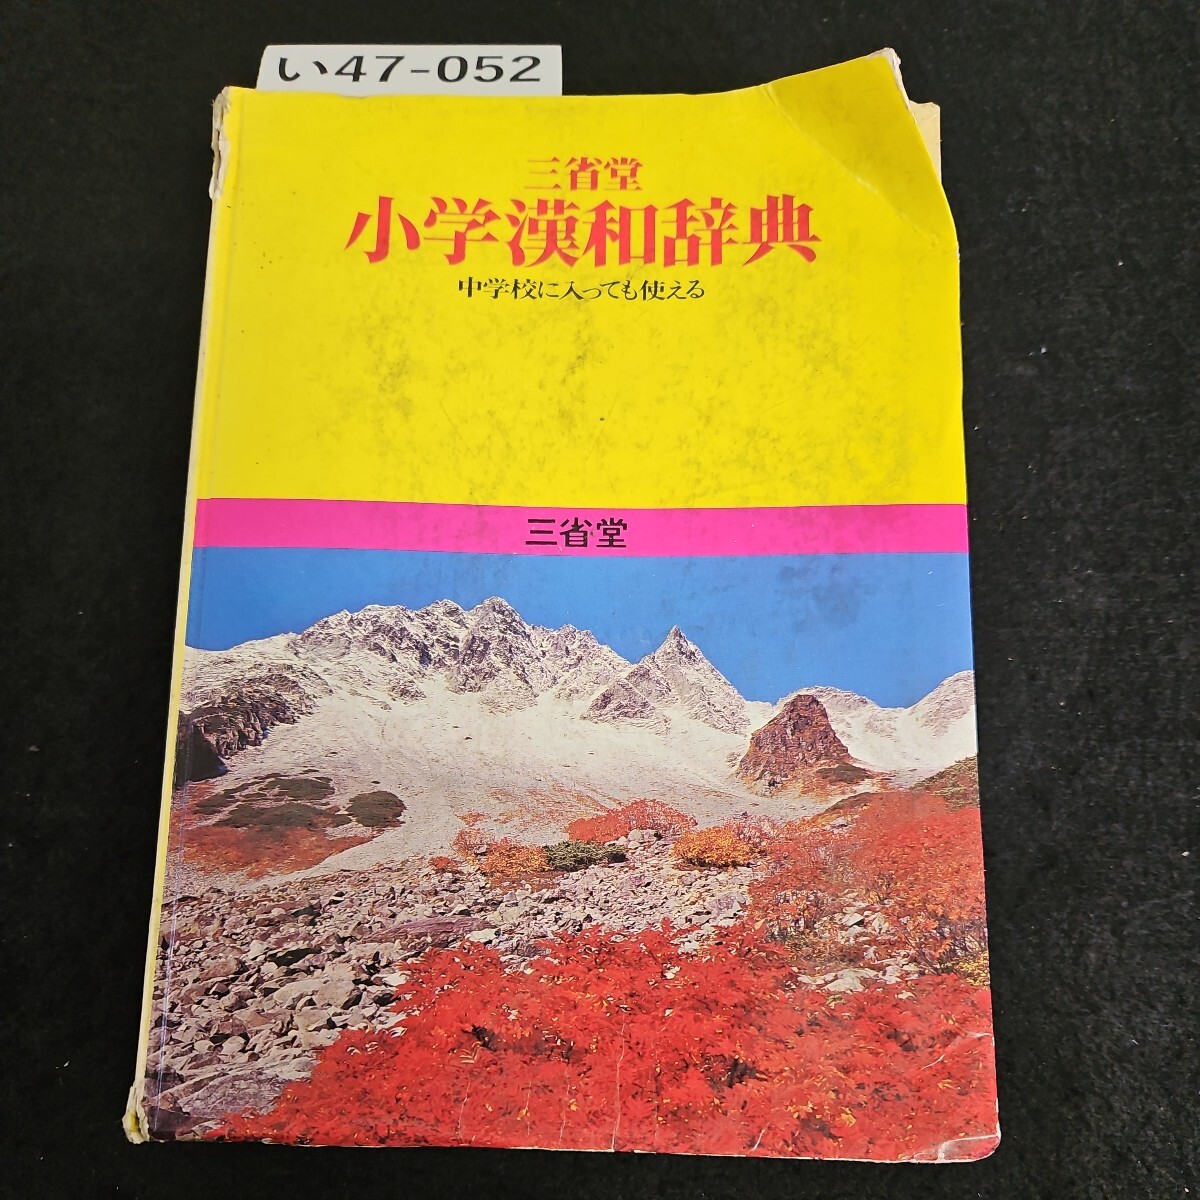 い47-052
三省堂
小学漢和辞典
中学校に入っても使える
三省堂